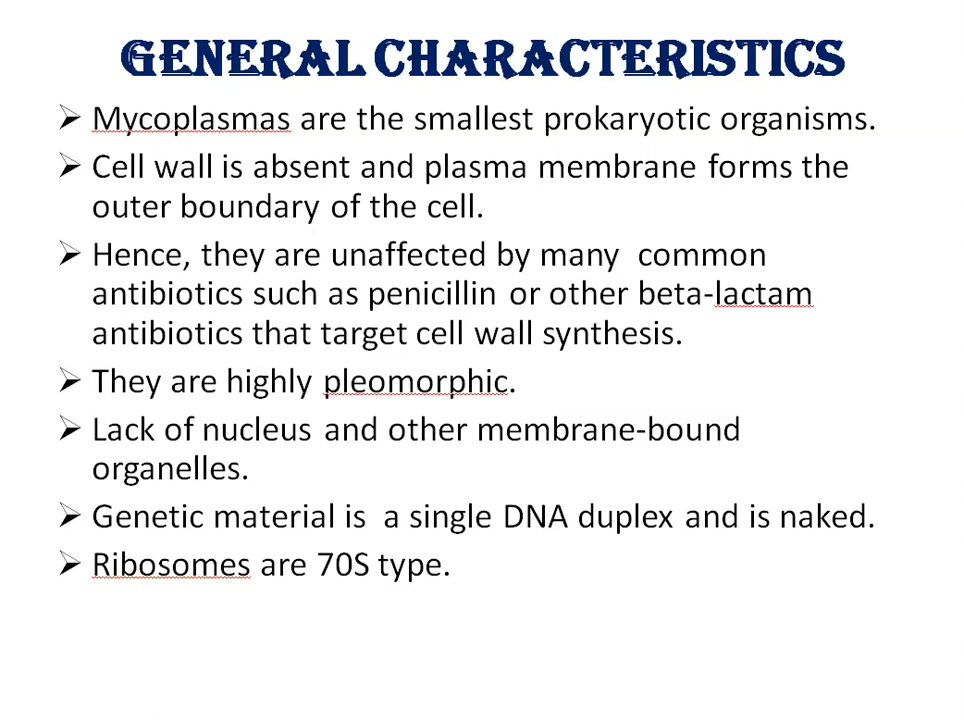 GENERAL CHARACTERISTICS
➢ Mycoplasmas are the smallest prokaryotic organisms.
➢ Cell wall is absent and plasma membrane forms the
outer boundary of the cell.
➢ Hence, they are unaffected by many  common
antibiotics such as penicillin or other beta-lactam
antibiotics that target cell wall synthesis.
➢ They are highly pleomorphic.
➢ Lack of nucleus and other membrane-bound
organelles.
➢ Genetic material is  a single DNA duplex and is naked.
➢ Ribosomes are 70S type.